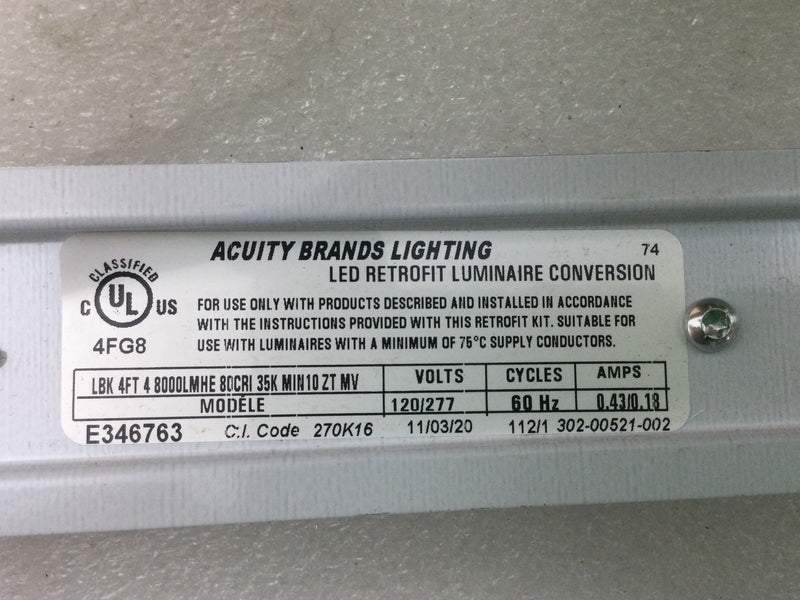 ACUITY BRANDS LIGHTING 74
LED RETROFIT LUMINAIRE CONVERSION
CLASSIFIED
C UL US
4FG8
FOR USE ONLY WITH PRODUCTS DESCRIBED AND INSTALLED IN ACCORDANCE
WITH THE INSTRUCTIONS PROVIDED WITH THIS RETROFIT KIT. SUITABLE FOR
USE WITH LUMINAIRES WITH A MINIMUM OF 75°C SUPPLY CONDUCTORS.
LBK 4FT 4 8000LMHE 80CRI 35K MIN10 ZT MV VOLTS CYCLES AMPS
MODÉLE 120/277 60 Hz 0.43/0.18
E346763 C.I. Code 270K16 11/03/20 112/1 302-00521-002